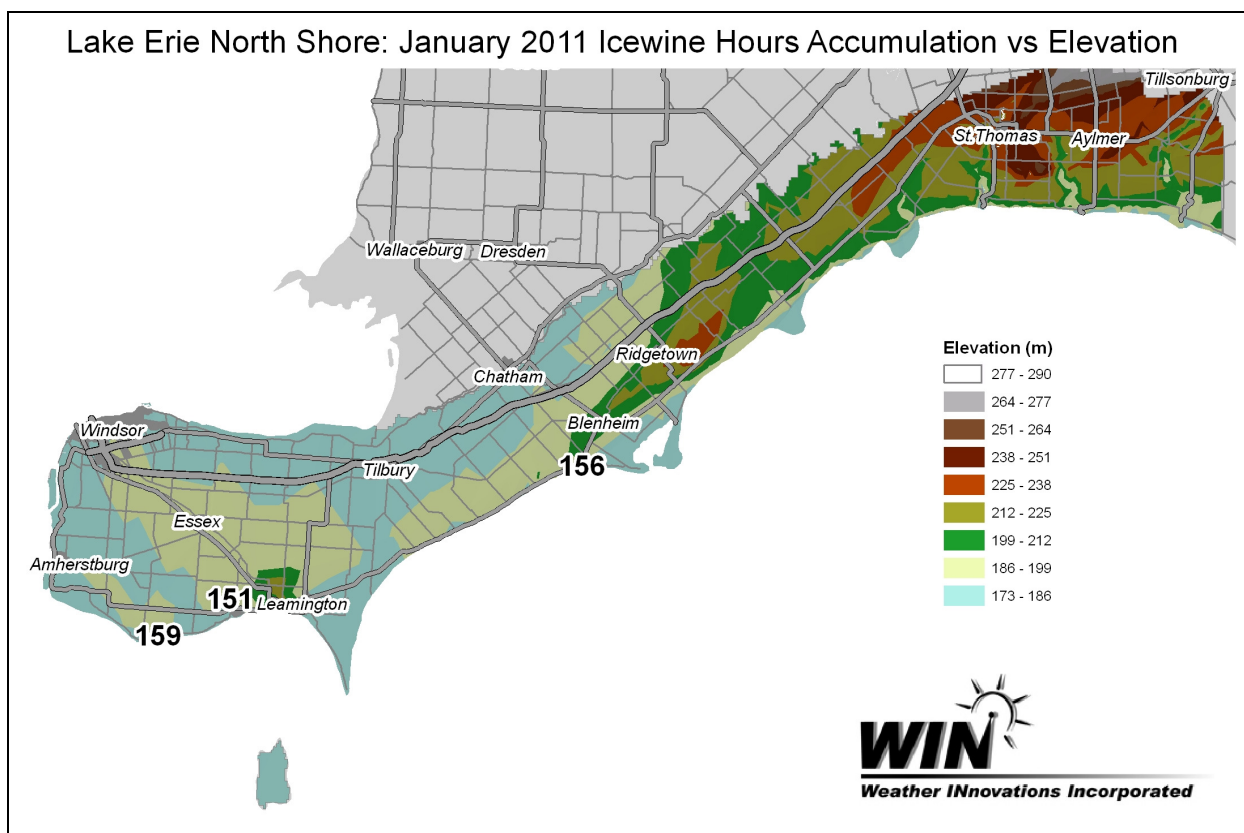 Lake Erie North Shore: January 2011 Icewine Hours Accumulation vs Elevation
Tillsonburg
St.Thomas
Aylmer
Wallaceburg
Dresden
Ridgetown
Chatham
Blenheim
Windsor
156
Tilbury
Essex
Amherstburg
151
Leamington
159
Elevation (m)
277 - 290
264 - 277
251 - 264
238 - 251
225 - 238
212 - 225
199 - 212
186 - 199
173 - 186
WIN
Weather INnovations Incorporated